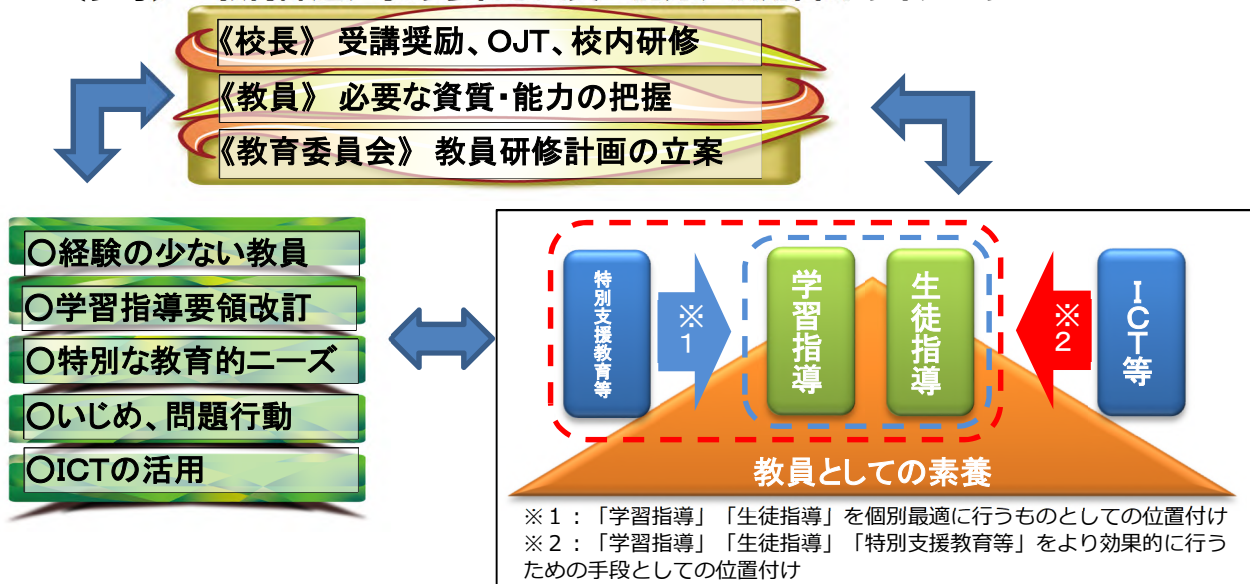 《校長》 受講奨励、OJT、校内研修
《教員》 必要な資質・能力の把握
《教育委員会》 教員研修計画の立案
○経験の少ない教員
○学習指導要領改訂
○特別な教育的ニーズ
○いじめ、問題行動
○ICTの活用
特別支援教育等
※1
学習指導
生徒指導
※2
ICT等
教員としての素養
※1:「学習指導」「生徒指導」を個別最適に行うものとしての位置付け
※2:「学習指導」「生徒指導」「特別支援教育等」をより効果的に行う
ための手段としての位置付け